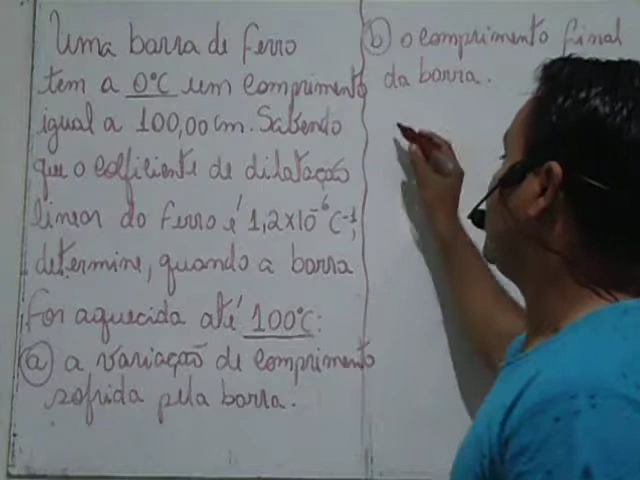 Uma barra de ferro
tem a 0°C um comprimento
igual a 100,00 cm. Sabendo
que o coeficiente de dilatação
linear do ferro é 1,2x10⁻⁶ C⁻¹,
determine, quando a barra
for aquecida até 100°C:
(a) a variação de comprimento
sofrida pela barra.
(b) o comprimento final
da barra.